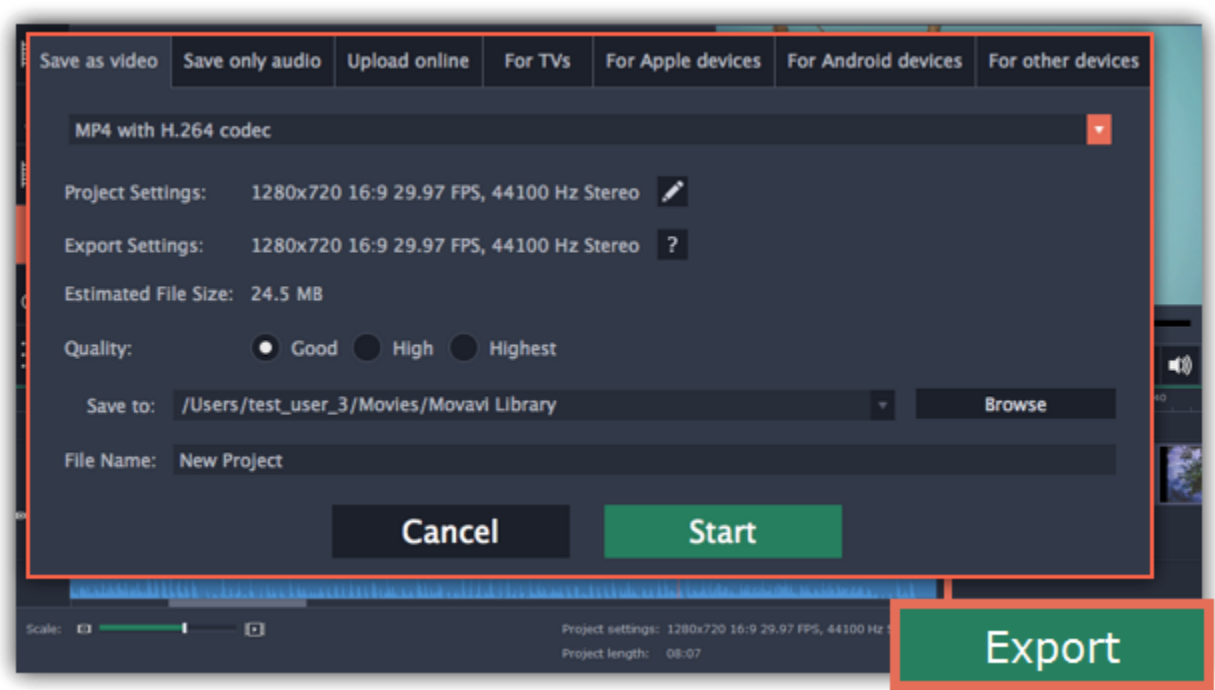 Save as video Save only audio Upload online For TVs For Apple devices For Android devices For other devices
MP4 with H.264 codec
Project Settings: 1280x720 16:9 29.97 FPS, 44100 Hz Stereo
Export Settings: 1280x720 16:9 29.97 FPS, 44100 Hz Stereo ?
Estimated File Size: 24.5 MB
Quality: Good High Highest
Save to: /Users/test_user_3/Movies/Movavi Library Browse
File Name: New Project
Cancel Start
Scale: Project settings: 1280x720 16:9 29.97 FPS, 44100 Hz
Project length: 08:07
Export